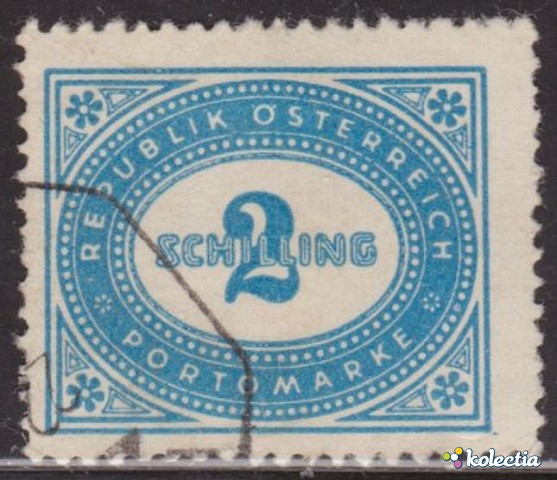 REPUBLIK ÖSTERREICH
2
SCHILLING
PORTOMARKE
kolectia